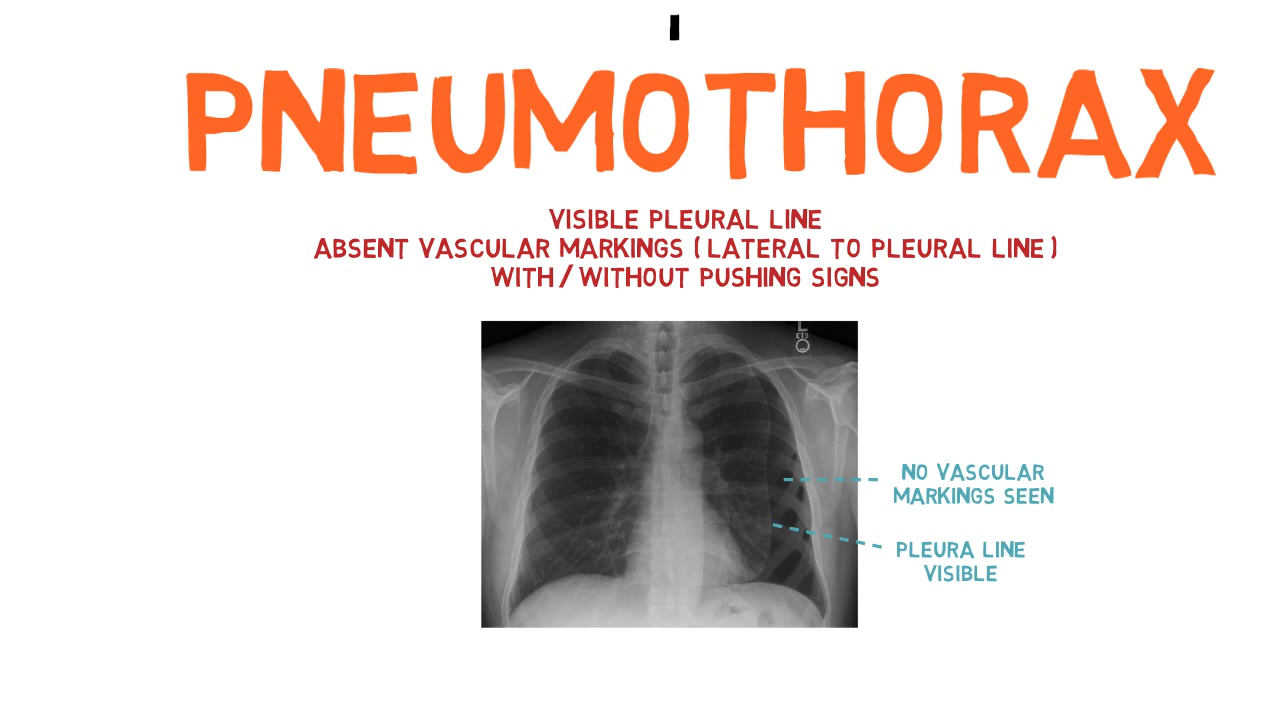 PNEUMOTHORAX
VISIBLE PLEURAL LINE
ABSENT VASCULAR MARKINGS (LATERAL TO PLEURAL LINE)
WITH/WITHOUT PUSHING SIGNS
NO VASCULAR
MARKINGS SEEN
PLEURA LINE
VISIBLE